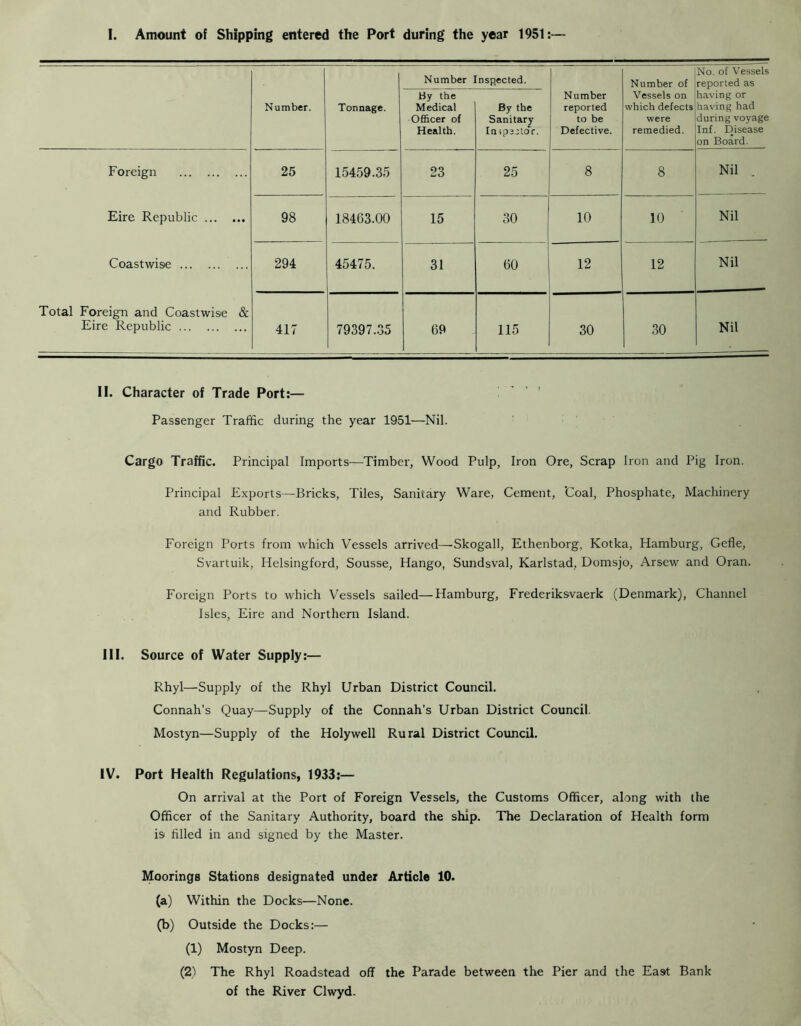 I. Amount of Shipping entered the Port during the year 1951:—
Number. Tonnage. Number Inspected. By the Medical Officer of Health. By the Sanitary Inspector. Number reported to be Defective. Number of Vessels on which defects were remedied. No. of Vessels reported as having or having had during voyage Inf. Disease on Board.
Foreign ... ... ... 25 15459.35 23 25 8 8 Nil .
Eire Republic ... ... 98 18463.00 15 30 10 10 Nil
Coastwise ... ... ... 294 45475. 31 60 12 12 Nil
Total Foreign and Coastwise &
Eire Republic ... ... ... 417 79397.35 69 115 30 30 Nil
II. Character of Trade Port:—
Passenger Traffic during the year 1951—Nil.
Cargo Traffic. Principal Imports—Timber, Wood Pulp, Iron Ore, Scrap Iron and Pig Iron.
Principal Exports—Bricks, Tiles, Sanitary Ware, Cement, Coal, Phosphate, Machinery
and Rubber.
Foreign Ports from which Vessels arrived—Skogall, Ethenborg, Kotka, Hamburg, Gefle,
Svartuik, Helsingford, Sousse, Hango, Sundsval, Karlstad, Domsjo, Arsew and Oran.
Foreign Ports to which Vessels sailed—Hamburg, Frederiksvaerk (Denmark), Channel
Isles, Eire and Northern Island.
III. Source of Water Supply:—
Rhyl—Supply of the Rhyl Urban District Council.
Connah's Quay—Supply of the Connah's Urban District Council.
Mostyn—Supply of the Holywell Rural District Council.
IV. Port Health Regulations, 1933:—
On arrival at the Port of Foreign Vessels, the Customs Officer, along with the
Officer of the Sanitary Authority, board the ship. The Declaration of Health form
is filled in and signed by the Master.
Moorings Stations designated under Article 10.
(a) Within the Docks—None.
(b) Outside the Docks:—
(1) Mostyn Deep.
(2) The Rhyl Roadstead off the Parade between the Pier and the East Bank
of the River Clwyd.